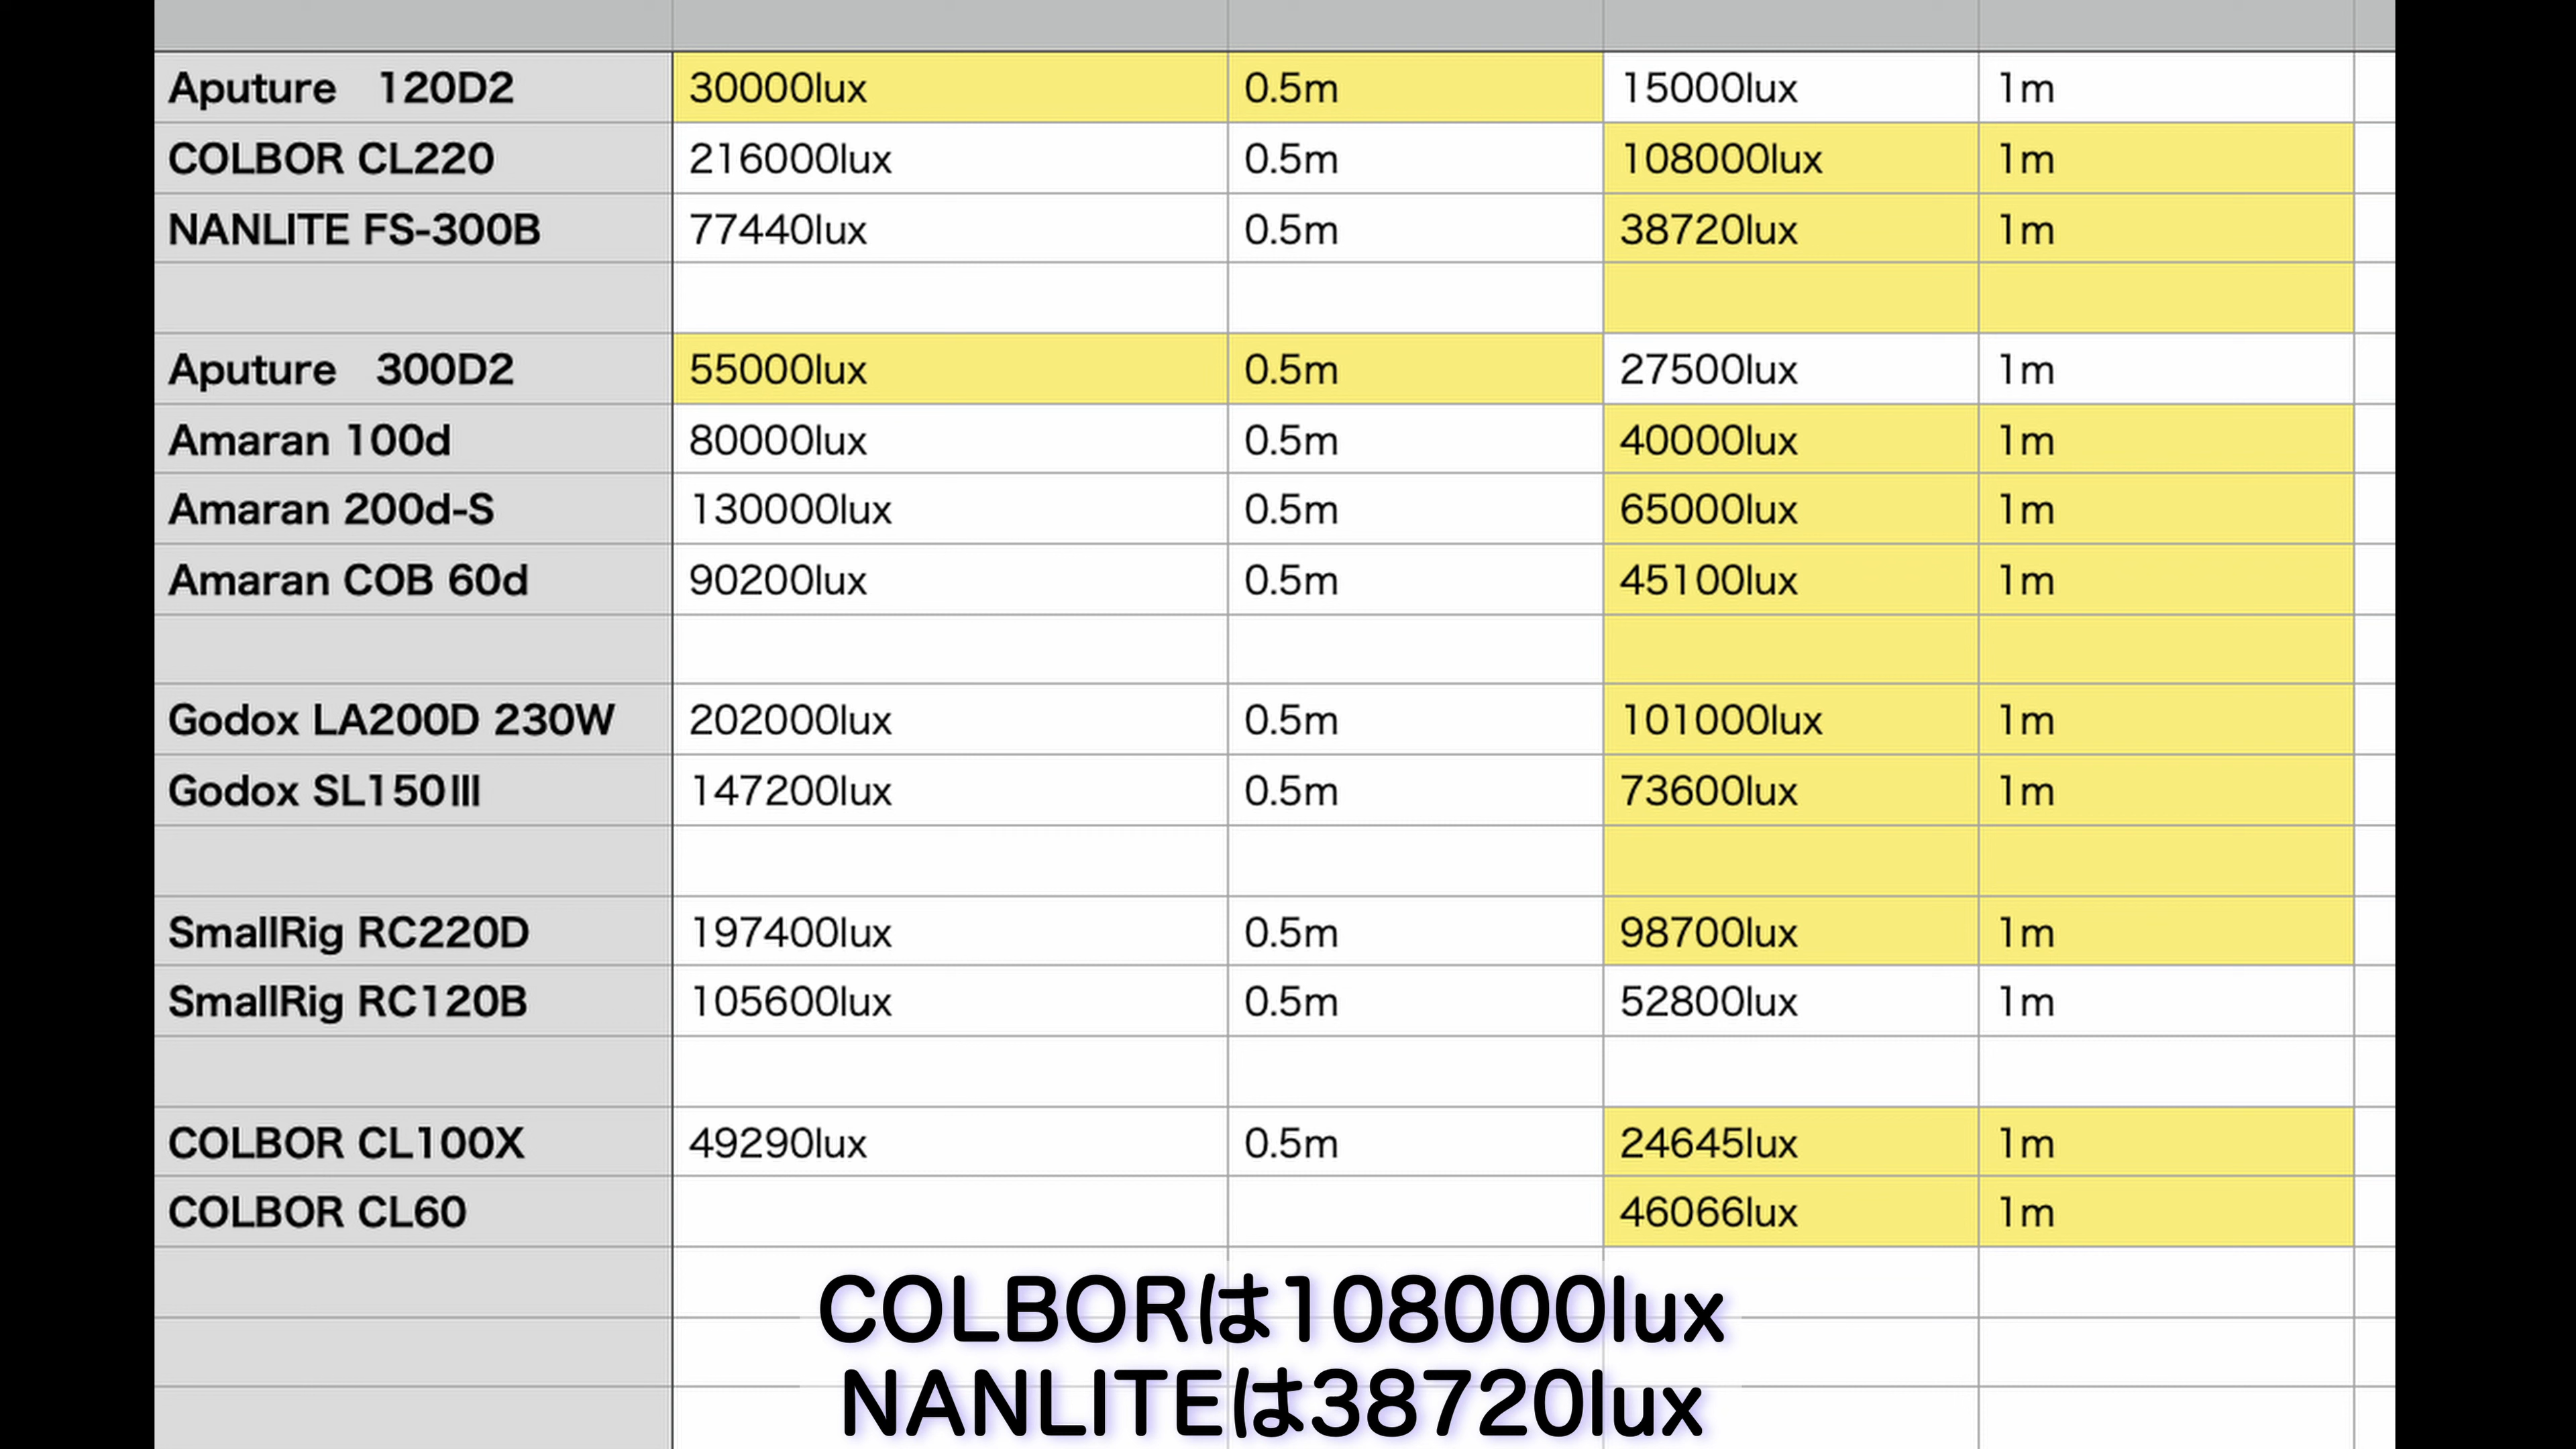 Aputure　120D2 30000lux 0.5m 15000lux 1m
COLBOR CL220 216000lux 0.5m 108000lux 1m
NANLITE FS-300B 77440lux 0.5m 38720lux 1m
Aputure　300D2 55000lux 0.5m 27500lux 1m
Amaran 100d 80000lux 0.5m 40000lux 1m
Amaran 200d-S 130000lux 0.5m 65000lux 1m
Amaran COB 60d 90200lux 0.5m 45100lux 1m
Godox LA200D 230W 202000lux 0.5m 101000lux 1m
Godox SL150Ⅲ 147200lux 0.5m 73600lux 1m
SmallRig RC220D 197400lux 0.5m 98700lux 1m
SmallRig RC120B 105600lux 0.5m 52800lux 1m
COLBOR CL100X 49290lux 0.5m 24645lux 1m
COLBOR CL60 46066lux 1m
COLBORは108000lux
NANLITEは38720lux